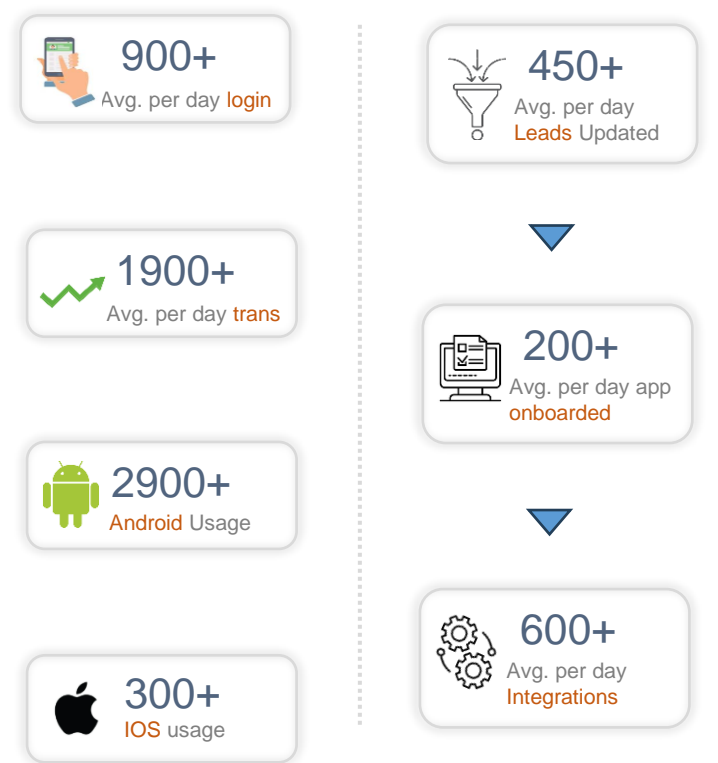 900+
Avg. per day login
1900+
Avg. per day trans
2900+
Android Usage
300+
IOS usage
450+
Avg. per day
Leads Updated
200+
Avg. per day app
onboarded
600+
Avg. per day
Integrations